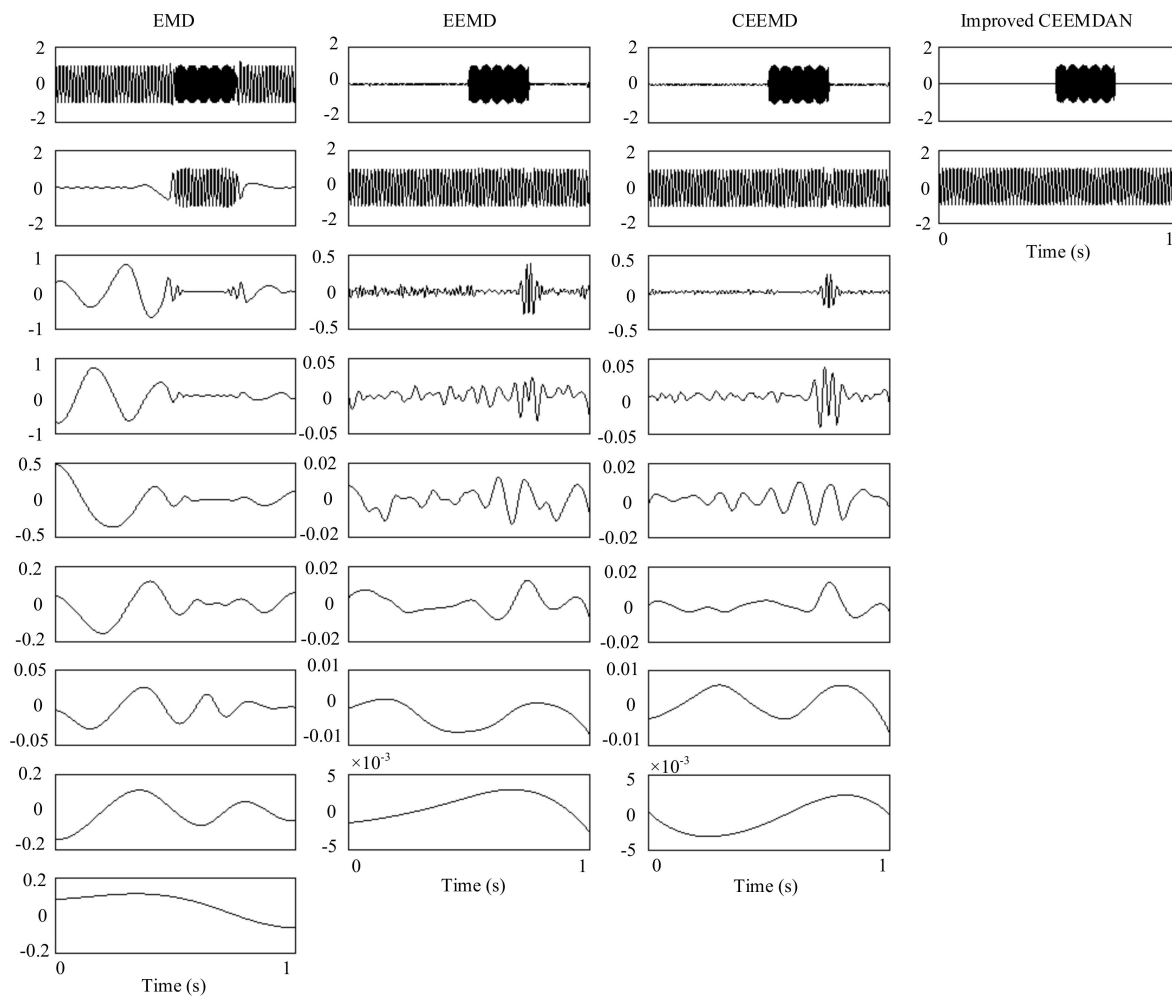 EMD EEMD CEEMD Improved CEEMDAN
2 2 2 2
0 0 0 0
-2 -2 -2 -2
2 2 2 2
0 0 0 0
-2 -2 -2 -2
0 1
Time (s)
1 0.5 0.5
0 0 0
-1 -0.5 -0.5
1 0.05 0.05
0 0 0
-1 -0.05 -0.05
0.5 0.02 0.02
0 0 0
-0.5 -0.02 -0.02
0.2 0.02 0.02
0 0 0
-0.2 -0.02 -0.02
0.05 0.01 0.01
0 0 0
-0.05 -0.01 -0.01
×10-3 ×10-3
0.2 5 5
0 0 0
-0.2 -5 -5
0 1 0 1
Time (s) Time (s)
0.2
0
-0.2
0 1
Time (s)